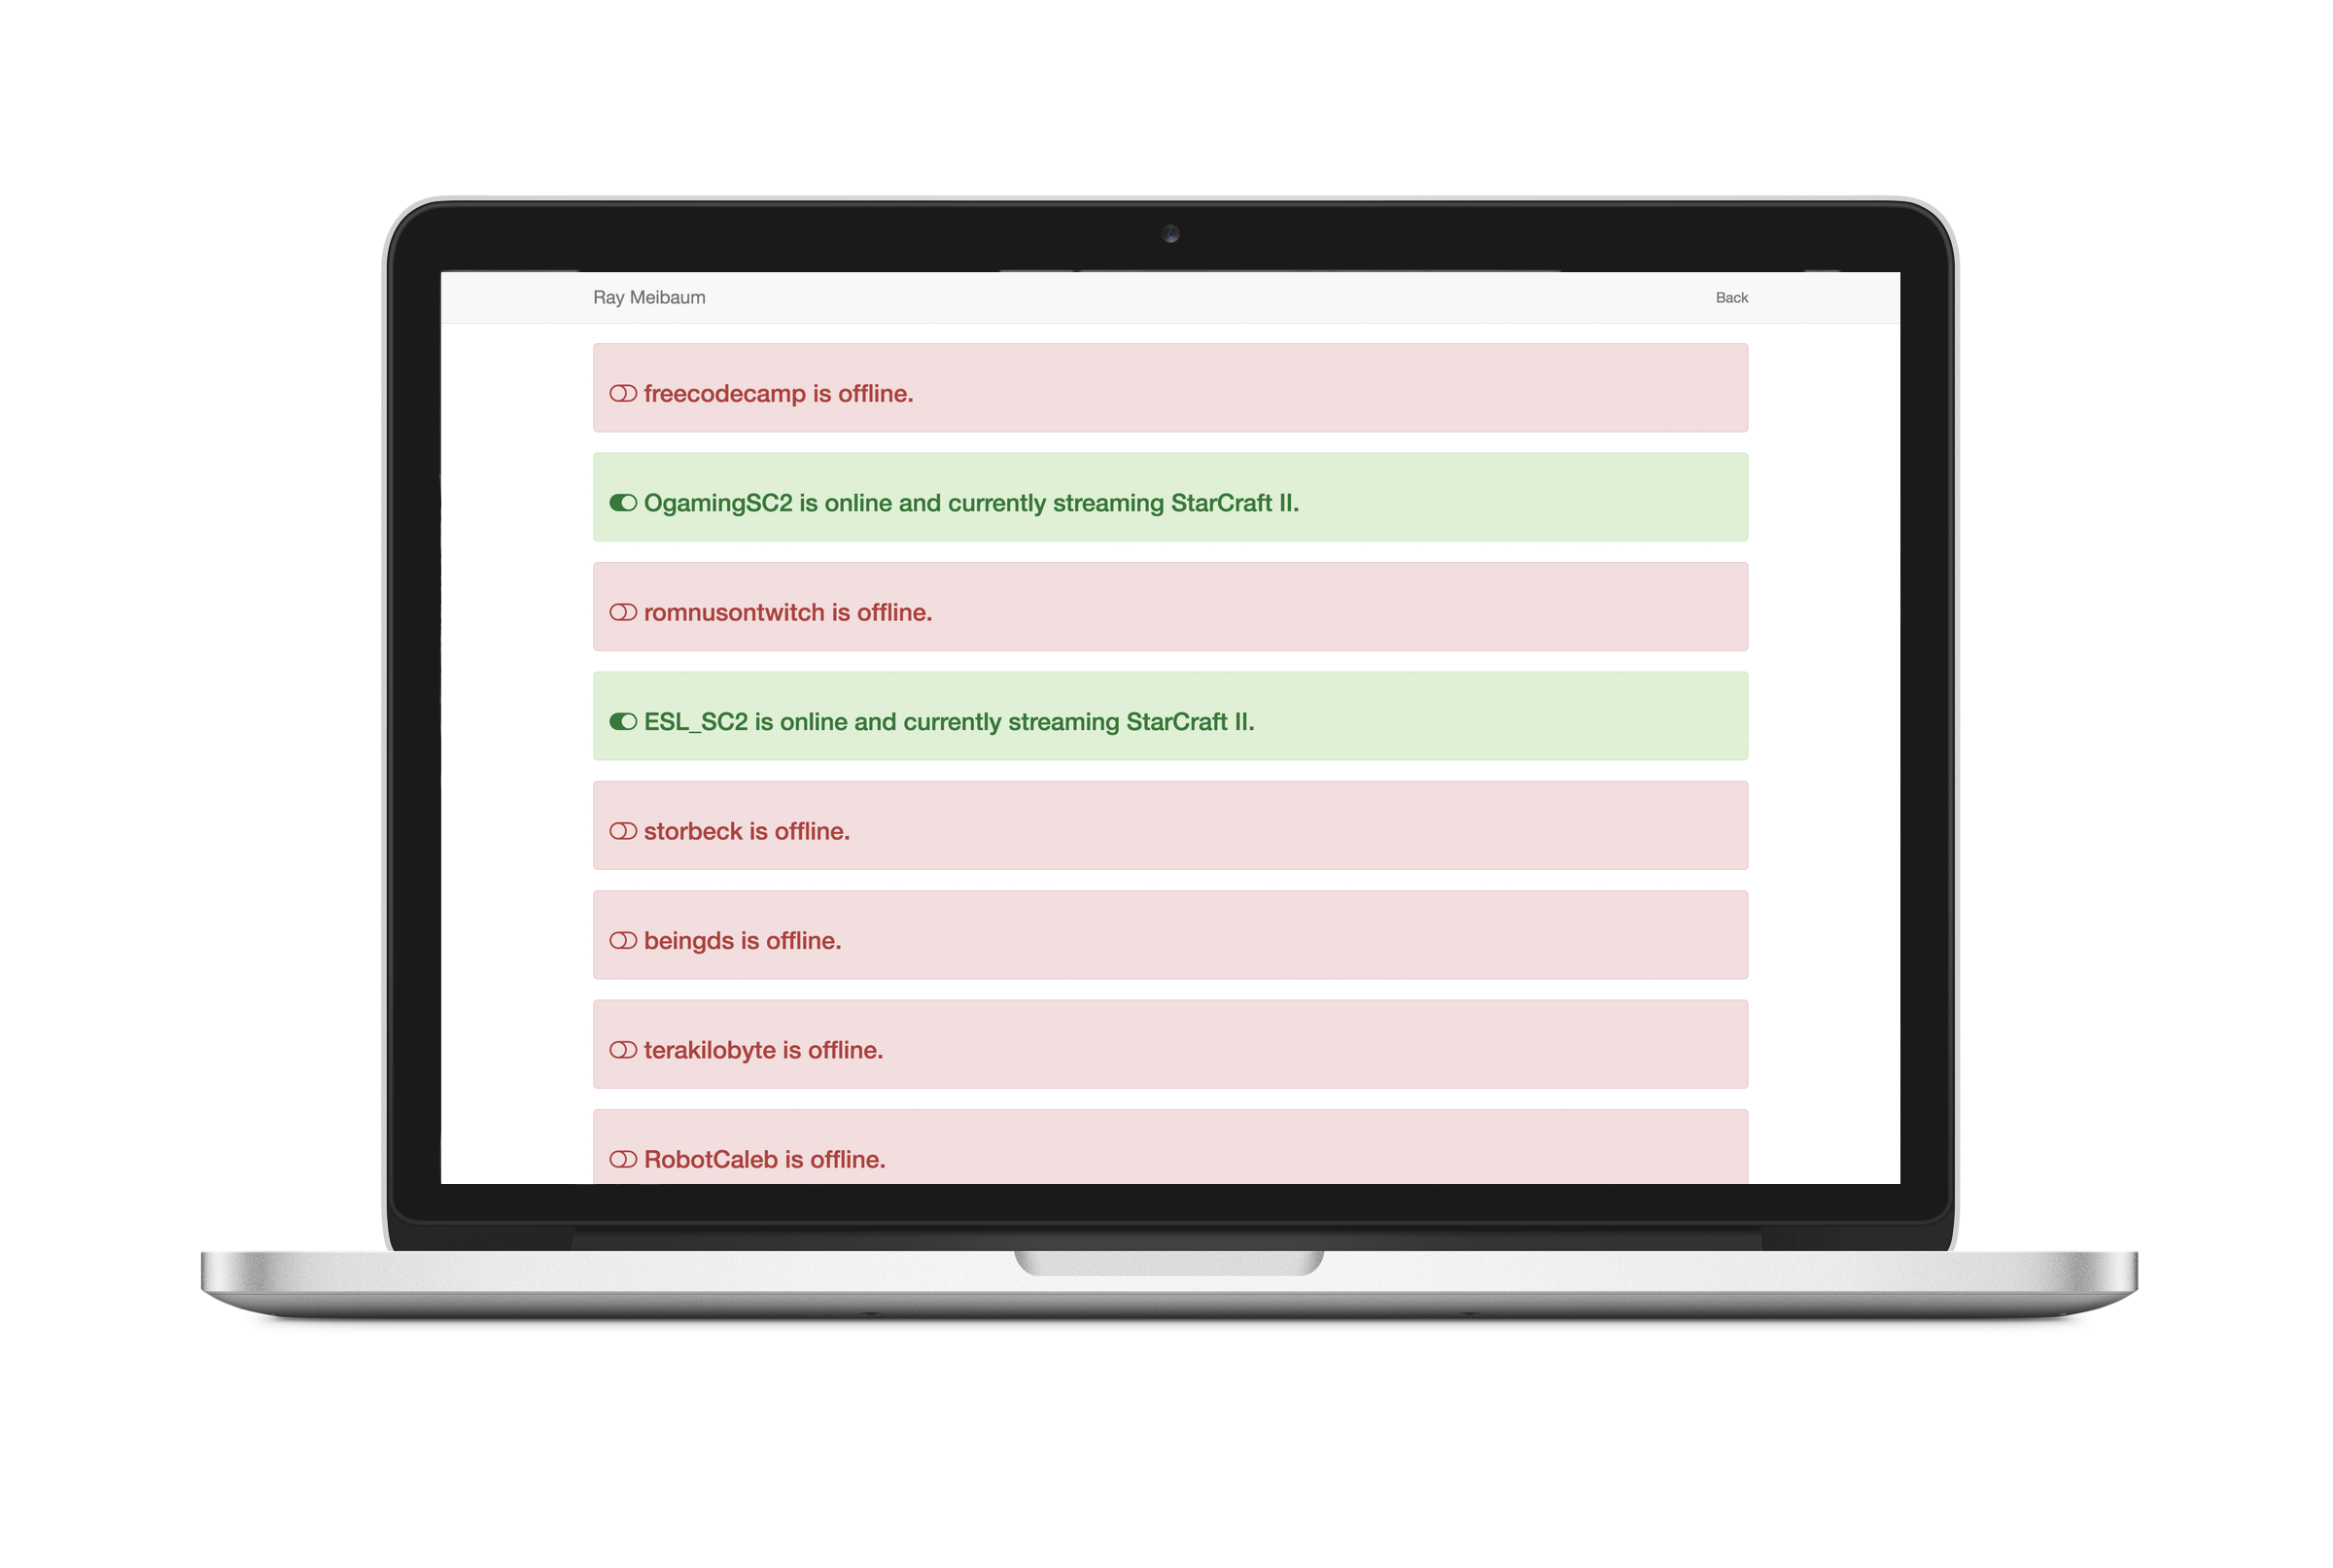 Ray Meibaum
Back
freecodecamp is offline.
OgamingSC2 is online and currently streaming StarCraft II.
romnusontwitch is offline.
ESL_SC2 is online and currently streaming StarCraft II.
storbeck is offline.
beingds is offline.
terakilobyte is offline.
RobotCaleb is offline.